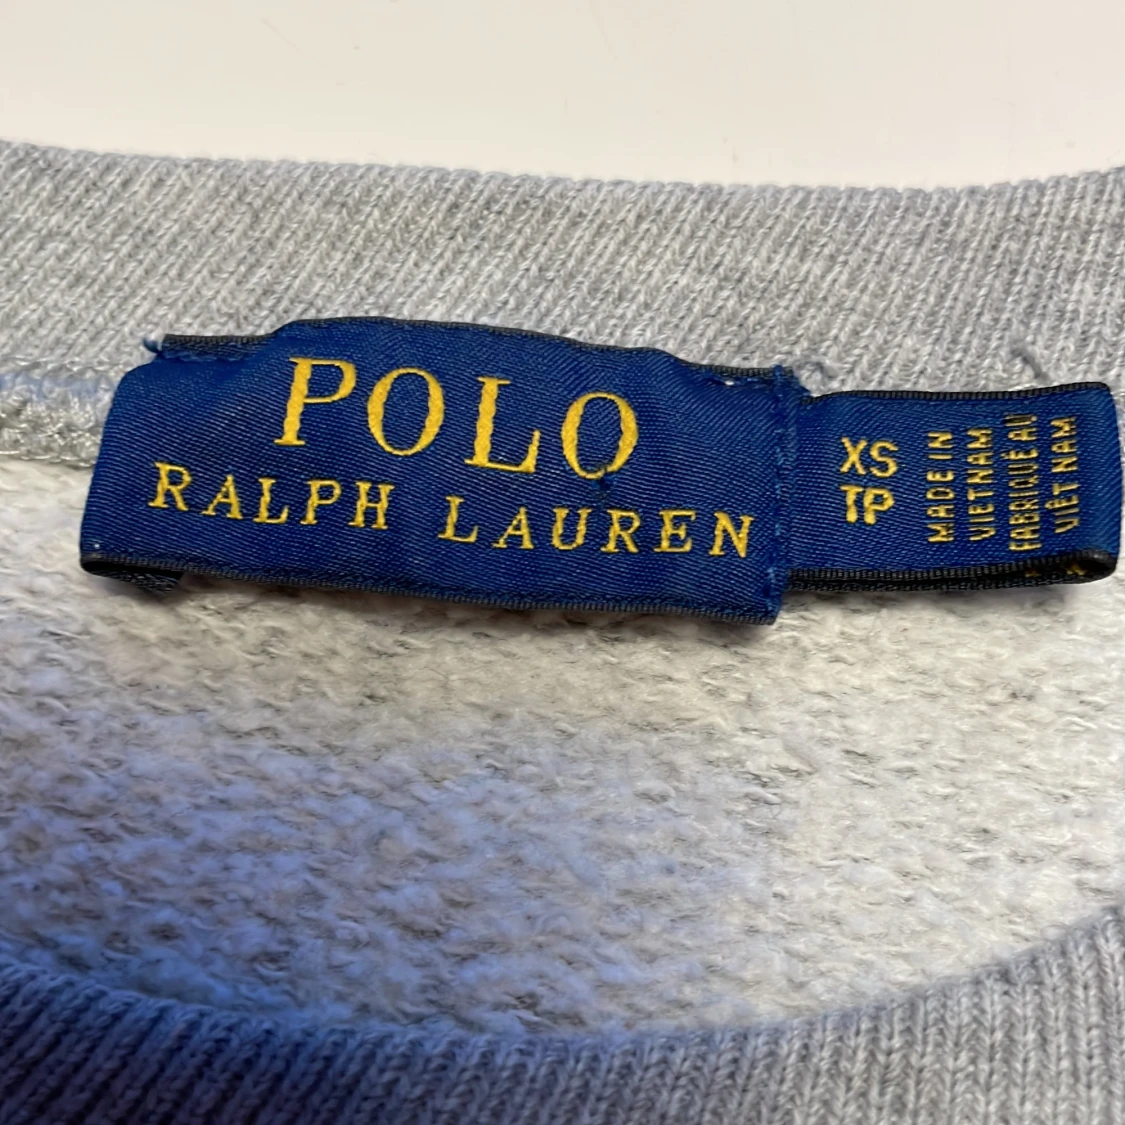 POLO
RALPH LAUREN
XS
TP
MADE IN
VIETNAM
FABRIQUÉ AU
VIÊT NAM